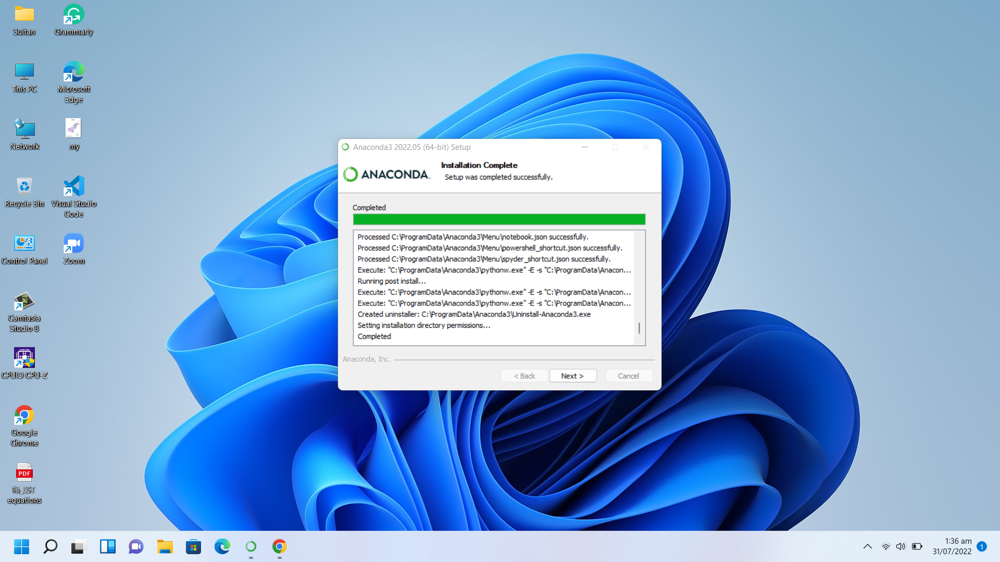 Sultan
Grammarly
This PC
Microsoft
Edge
Network
my
Recycle Bin
Visual Studio
Code
Control Panel
Zoom
Camtasia
Studio 8
CPUID CPU-Z
Google
Chrome
PDF
15_LST
equations
Anaconda3 2022.05 (64-bit) Setup
ANACONDA.
Installation Complete
Setup was completed successfully.
Completed
Processed C:\ProgramData\Anaconda3\Menu\notebook.json successfully.
Processed C:\ProgramData\Anaconda3\Menu\powershell_shortcut.json successfully.
Processed C:\ProgramData\Anaconda3\Menu\spyder_shortcut.json successfully.
Execute: "C:\ProgramData\Anaconda3\pythonw.exe" -E -s "C:\ProgramData\Anacon...
Running post install...
Execute: "C:\ProgramData\Anaconda3\pythonw.exe" -E -s "C:\ProgramData\Anacon...
Execute: "C:\ProgramData\Anaconda3\pythonw.exe" -E -s "C:\ProgramData\Anacon...
Created uninstaller: C:\ProgramData\Anaconda3\Uninstall-Anaconda3.exe
Setting installation directory permissions...
Completed
Anaconda, Inc.
< Back
Next >
Cancel
1:36 am
31/07/2022
1